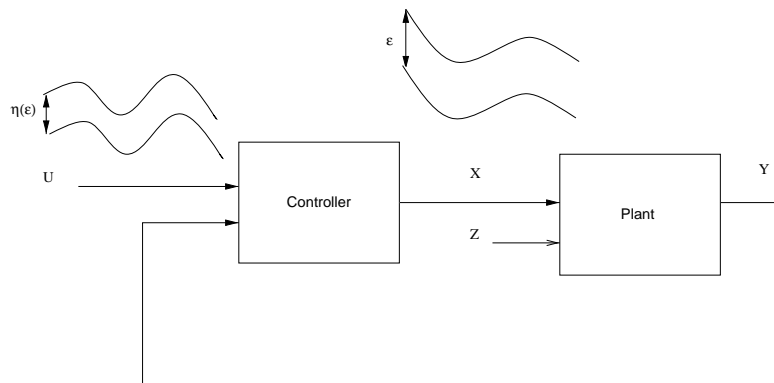 ε
η(ε)
U
X
Y
Controller
Plant
Z